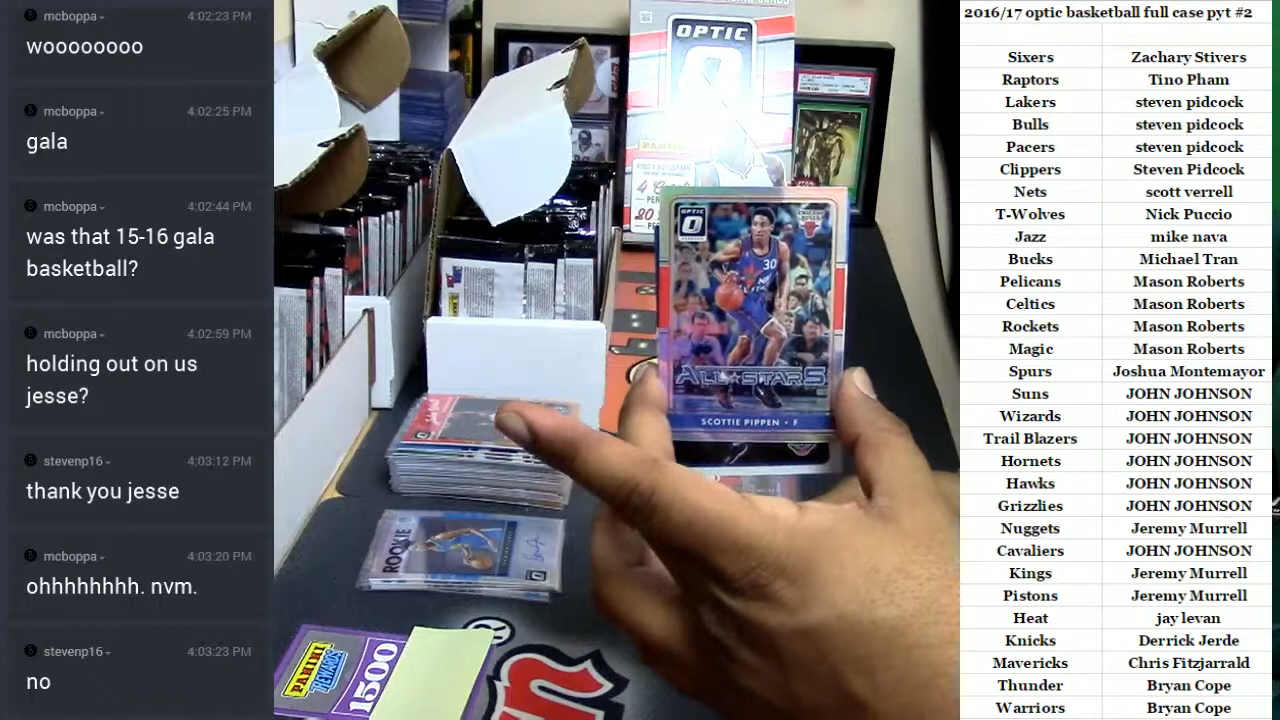 mcboppa 4:02:23 PM
woooooooo
mcboppa 4:02:25 PM
gala
mcboppa 4:02:44 PM
was that 15-16 gala
basketball?
mcboppa 4:02:59 PM
holding out on us
jesse?
stevenp16 4:03:12 PM
thank you jesse
mcboppa 4:03:20 PM
ohhhhhhhh. nvm.
stevenp16 4:03:23 PM
no
OPTIC
4
PER
20
OPTIC
CHICAGO
BULLS
30
ALL★STARS
SCOTTIE PIPPEN • F
ROOKIE
PANINI
REWARDS
1500
®
2016/17 optic basketball full case pyt #2
Sixers Zachary Stivers
Raptors Tino Pham
Lakers steven pidcock
Bulls steven pidcock
Pacers steven pidcock
Clippers Steven Pidcock
Nets scott verrell
T-Wolves Nick Puccio
Jazz mike nava
Bucks Michael Tran
Pelicans Mason Roberts
Celtics Mason Roberts
Rockets Mason Roberts
Magic Mason Roberts
Spurs Joshua Montemayor
Suns JOHN JOHNSON
Wizards JOHN JOHNSON
Trail Blazers JOHN JOHNSON
Hornets JOHN JOHNSON
Hawks JOHN JOHNSON
Grizzlies JOHN JOHNSON
Nuggets Jeremy Murrell
Cavaliers JOHN JOHNSON
Kings Jeremy Murrell
Pistons Jeremy Murrell
Heat jay levan
Knicks Derrick Jerde
Mavericks Chris Fitzjarrald
Thunder Bryan Cope
Warriors Bryan Cope